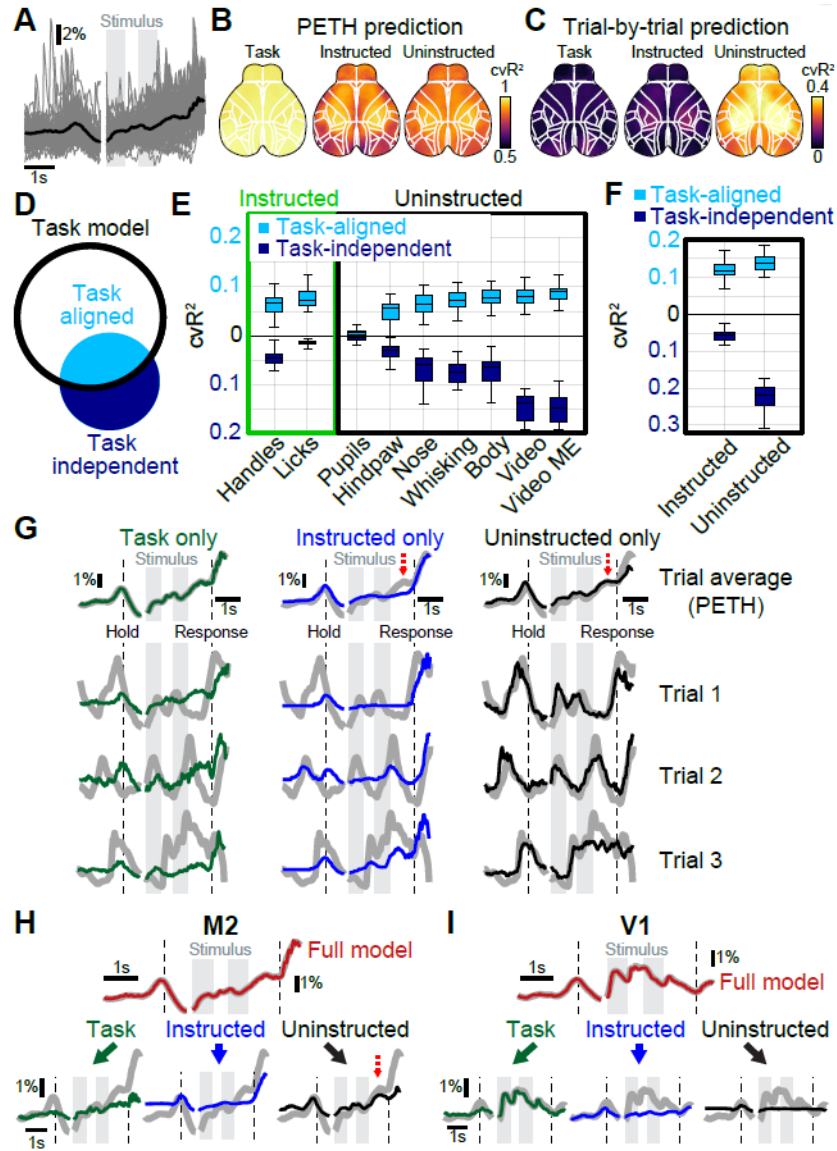 A
2%
Stimulus
1s
B
PETH prediction
Task
Instructed
Uninstructed
cvR²
1
0.5
C
Trial-by-trial prediction
Task
Instructed
Uninstructed
cvR²
0.4
0
D
Task model
Task
aligned
Task
independent
E
Instructed
Uninstructed
Task-aligned
Task-independent
cvR²
0.2
0.1
0
0.1
0.2
Handles
Licks
Pupils
Hindpaw
Nose
Whisking
Body
Video
Video ME
F
Task-aligned
Task-independent
cvR²
0.2
0.1
0
0.1
0.2
0.3
Instructed
Uninstructed
G
Task only
Instructed only
Uninstructed only
Stimulus
Stimulus
Stimulus
1%
1%
1%
1s
1s
1s
Trial average
(PETH)
Hold
Response
Hold
Response
Hold
Response
Trial 1
Trial 2
Trial 3
H
M2
1s
Stimulus
Full model
1%
Task
Instructed
Uninstructed
1%
1s
I
V1
1s
Stimulus
1%
Full model
Task
Instructed
Uninstructed
1%
1s